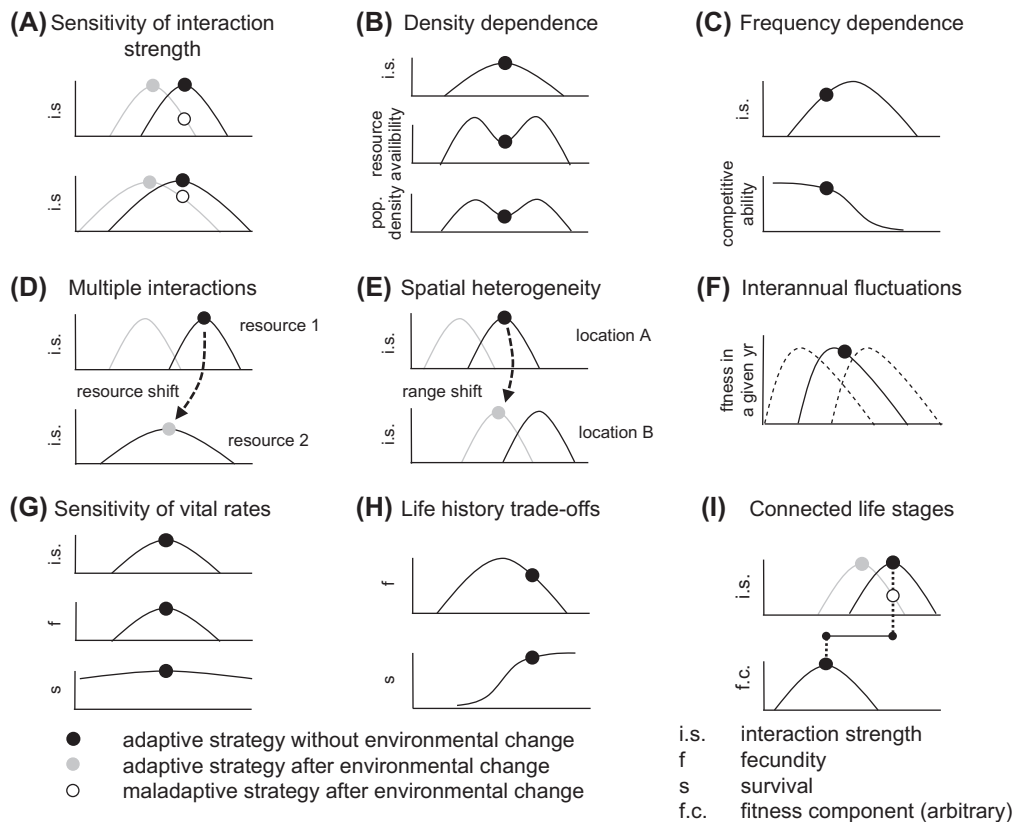 (A) Sensitivity of interaction
strength
i.s
i.s
(B) Density dependence
i.s.
resource
availibility
pop.
density
(C) Frequency dependence
i.s.
competitive
ability
(D) Multiple interactions
i.s.
resource 1
resource shift
i.s.
resource 2
(E) Spatial heterogeneity
i.s.
location A
range shift
i.s.
location B
(F) Interannual fluctuations
ftness in
a given yr
(G) Sensitivity of vital rates
i.s.
f
s
(H) Life history trade-offs
f
s
(I) Connected life stages
i.s.
f.c.
adaptive strategy without environmental change
adaptive strategy after environmental change
maladaptive strategy after environmental change
i.s. interaction strength
f fecundity
s survival
f.c. fitness component (arbitrary)